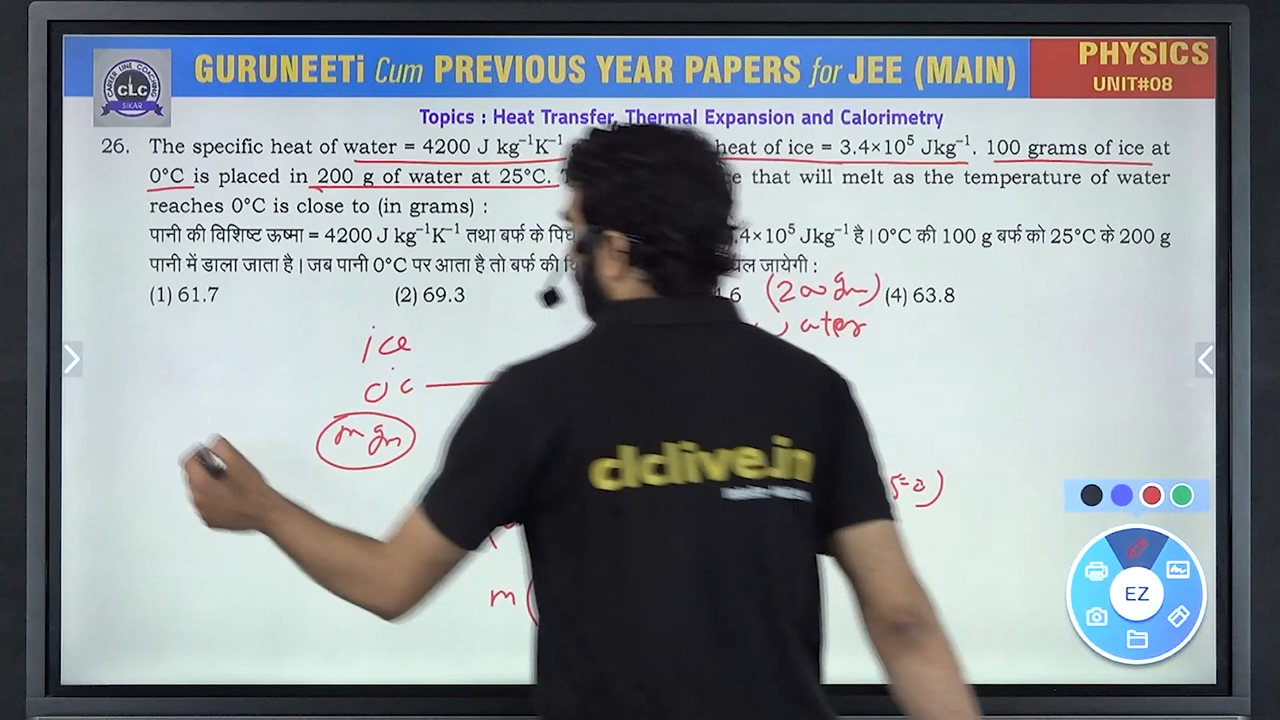 GURUNEETi Cum PREVIOUS YEAR PAPERS for JEE (MAIN)
PHYSICS
UNIT#08
CAREER LINE COACHING
CLC
SIKAR
Topics : Heat Transfer, Thermal Expansion and Calorimetry
26. The specific heat of water = 4200 J kg⁻¹K⁻¹ heat of ice = 3.4×10⁵ Jkg⁻¹. 100 grams of ice at
0°C is placed in 200 g of water at 25°C. that will melt as the temperature of water
reaches 0°C is close to (in grams) :
पानी की विशिष्ट ऊष्मा = 4200 J kg⁻¹K⁻¹ तथा बर्फ के .4×10⁵ Jkg⁻¹ है। 0°C की 100 g बर्फ को 25°C के 200 g
पानी में डाला जाता है। जब पानी 0°C पर आता है तो बर्फ की जायेगी :
(1) 61.7 (2) 69.3 .6 (4) 63.8
(200 gm)
water
ice
0°C
m gm
m (
clclive.in
EZ